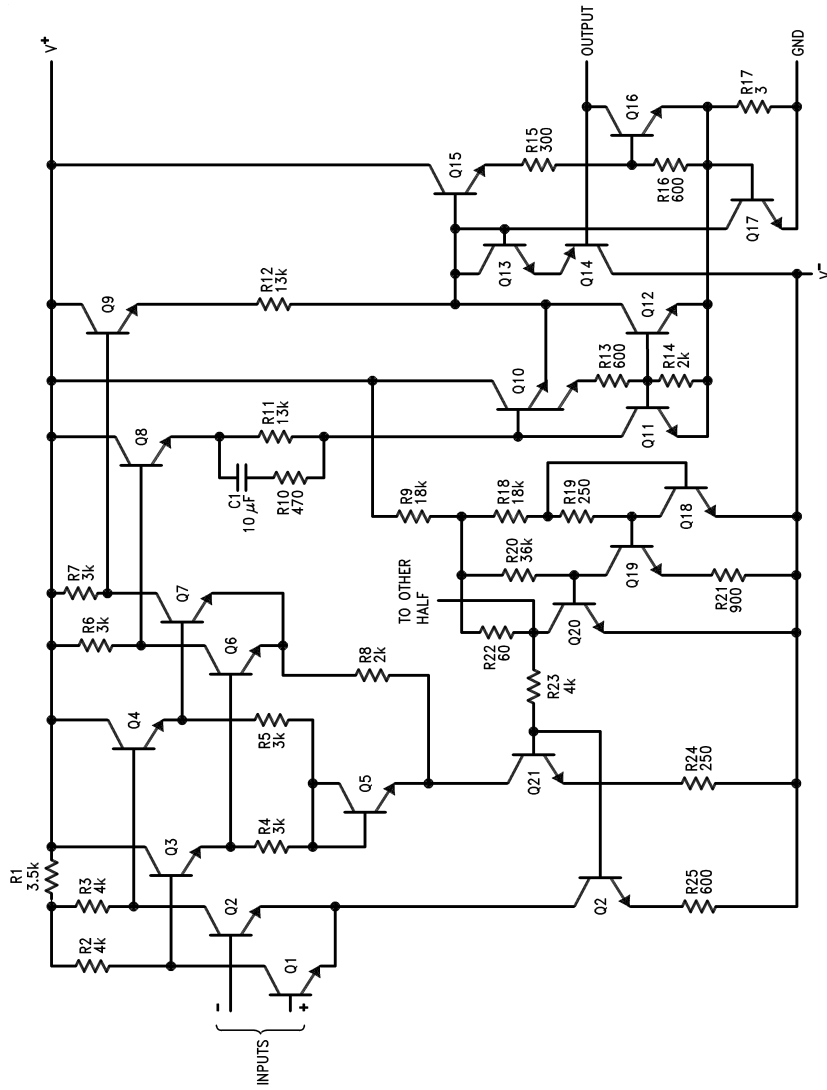 V+
R1
3.5k
R2
4k
R3
4k
R6
3k
R7
3k
Q4
Q8
Q9
Q3
C1
10 μF
R10
470
R11
13k
R12
13k
Q15
Q2
Q6
Q7
R4
3k
R5
3k
Q1
INPUTS
-
+
Q5
R8
2k
R9
18k
Q10
Q13
Q14
R15
300
OUTPUT
TO OTHER
HALF
R20
36k
R18
18k
R19
250
R13
600
Q11
Q12
R14
2k
R16
600
Q16
R22
60
R23
4k
Q21
Q20
Q19
Q18
Q17
R17
3
Q2
R25
600
R24
250
R21
900
V-
GND